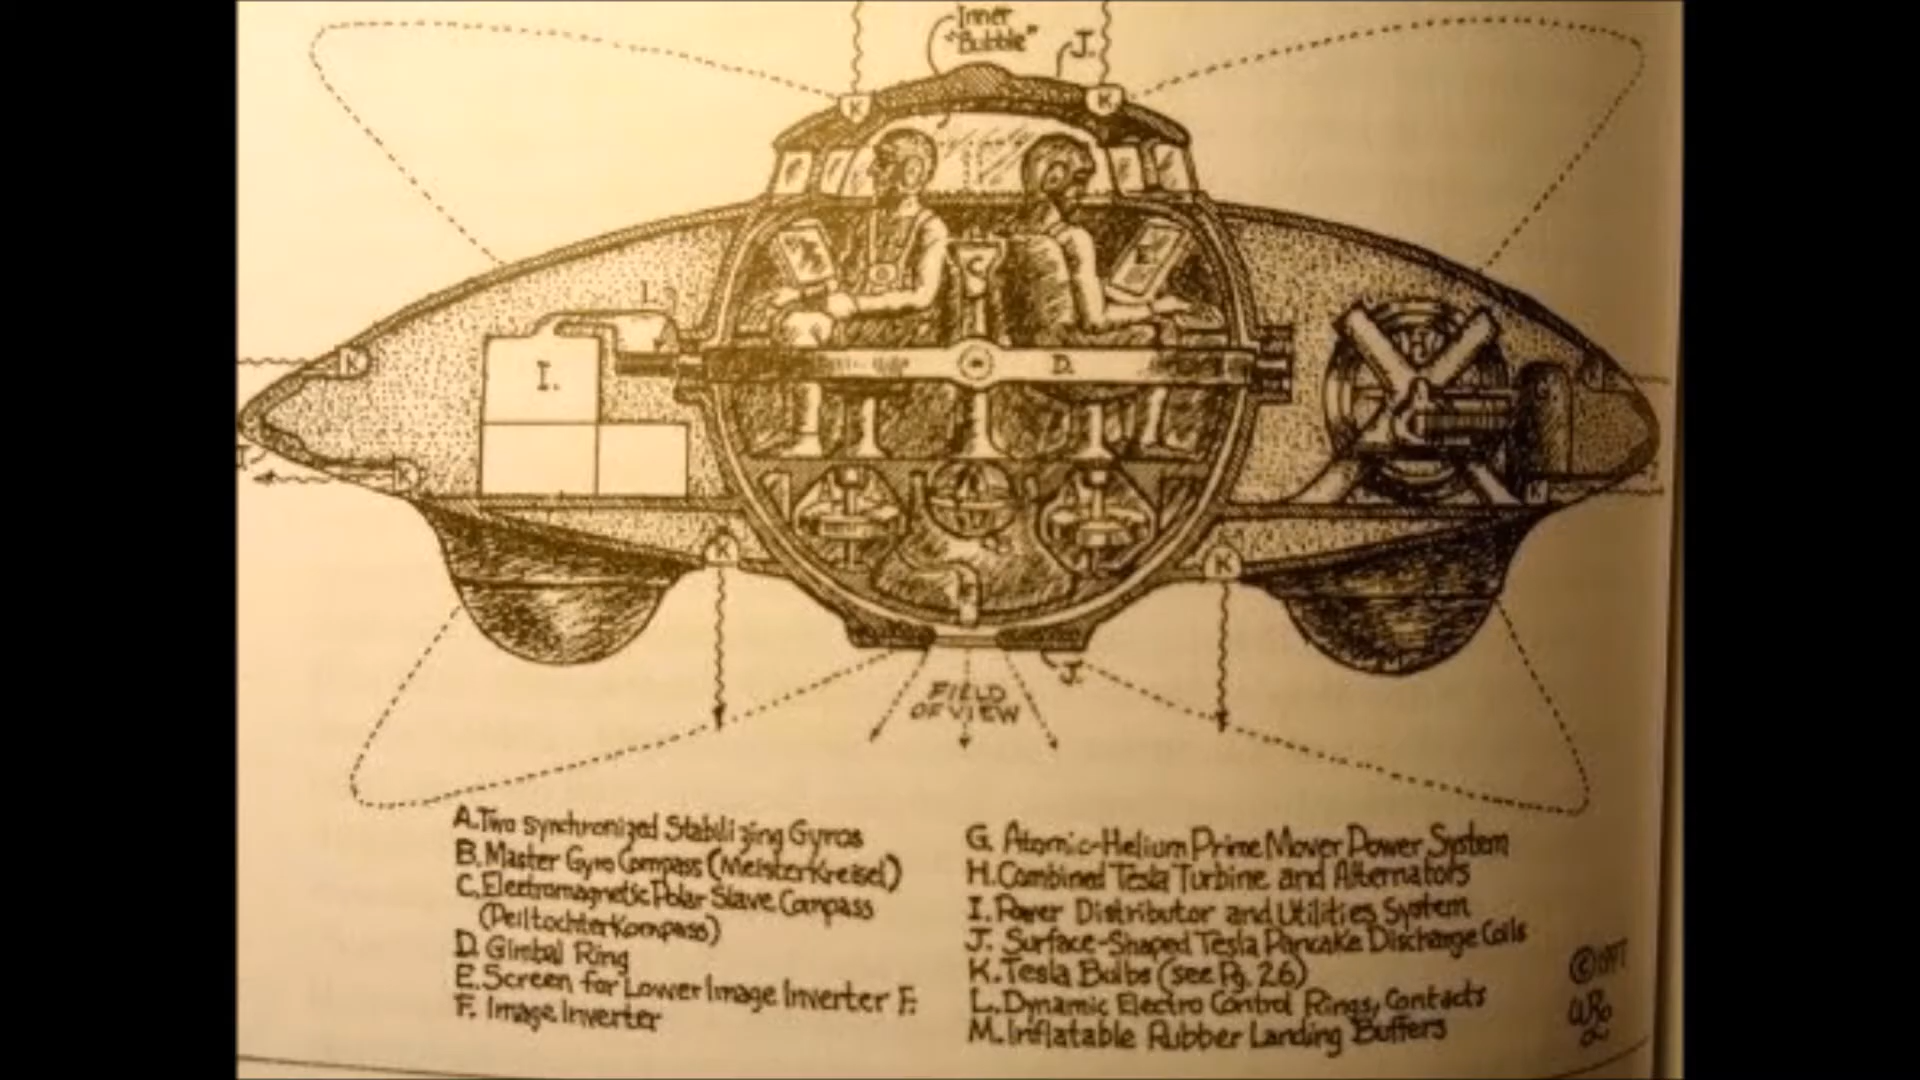 Inner
"Bubble"
J.
K
K
C
L
I.
D.
H
G
K
K
K
K
K
J.
FIELD
OF VIEW
A. Two Synchronized Stabilizing Gyros
B. Master Gyro Compass (Meisterkreisel)
C. Electromagnetic Polar Slave Compass
(Peiltochterkompass)
D. Gimbal Ring
E. Screen for Lower Image Inverter F.
F. Image Inverter
G. Atomic-Helium Prime Mover Power System
H. Combined Tesla Turbine and Alternators
I. Power Distributor and Utilities System
J. Surface-Shaped Tesla Pancake Discharge Coils
K. Tesla Bulbs (see Pg. 26)
L. Dynamic Electro Control Rings, Contacts
M. Inflatable Rubber Landing Buffers